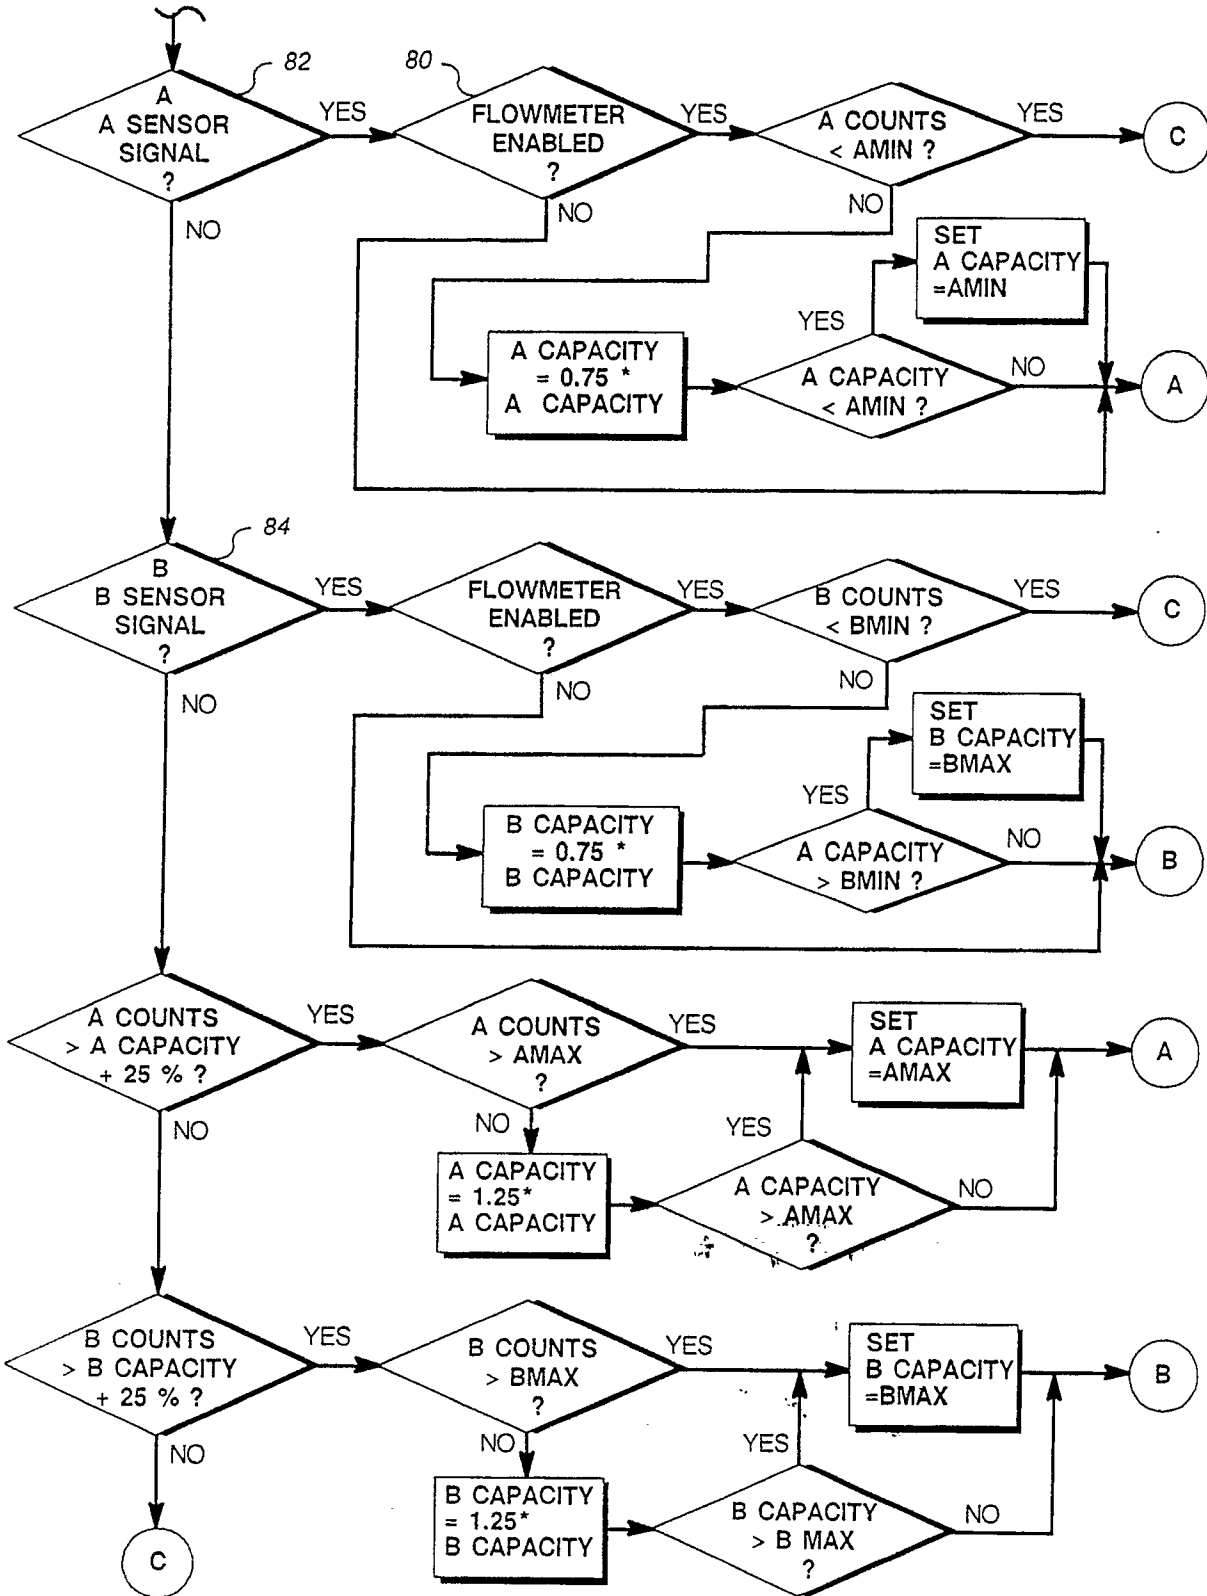 82
80
A
A SENSOR
SIGNAL
?
YES
FLOWMETER
ENABLED
?
YES
A COUNTS
< AMIN ?
YES
C
NO
NO
NO
SET
A CAPACITY
=AMIN
YES
A CAPACITY
= 0.75 *
A CAPACITY
A CAPACITY
< AMIN ?
NO
A
84
B
B SENSOR
SIGNAL
?
YES
FLOWMETER
ENABLED
?
YES
B COUNTS
< BMIN ?
YES
C
NO
NO
NO
SET
B CAPACITY
=BMAX
YES
B CAPACITY
= 0.75 *
B CAPACITY
A CAPACITY
> BMIN ?
NO
B
A COUNTS
> A CAPACITY
+ 25 % ?
YES
A COUNTS
> AMAX
?
YES
SET
A CAPACITY
=AMAX
A
NO
NO
YES
A CAPACITY
= 1.25*
A CAPACITY
A CAPACITY
> AMAX
?
NO
B COUNTS
> B CAPACITY
+ 25 % ?
YES
B COUNTS
> BMAX
?
YES
SET
B CAPACITY
=BMAX
B
NO
NO
YES
B CAPACITY
= 1.25*
B CAPACITY
B CAPACITY
> B MAX
?
NO
C